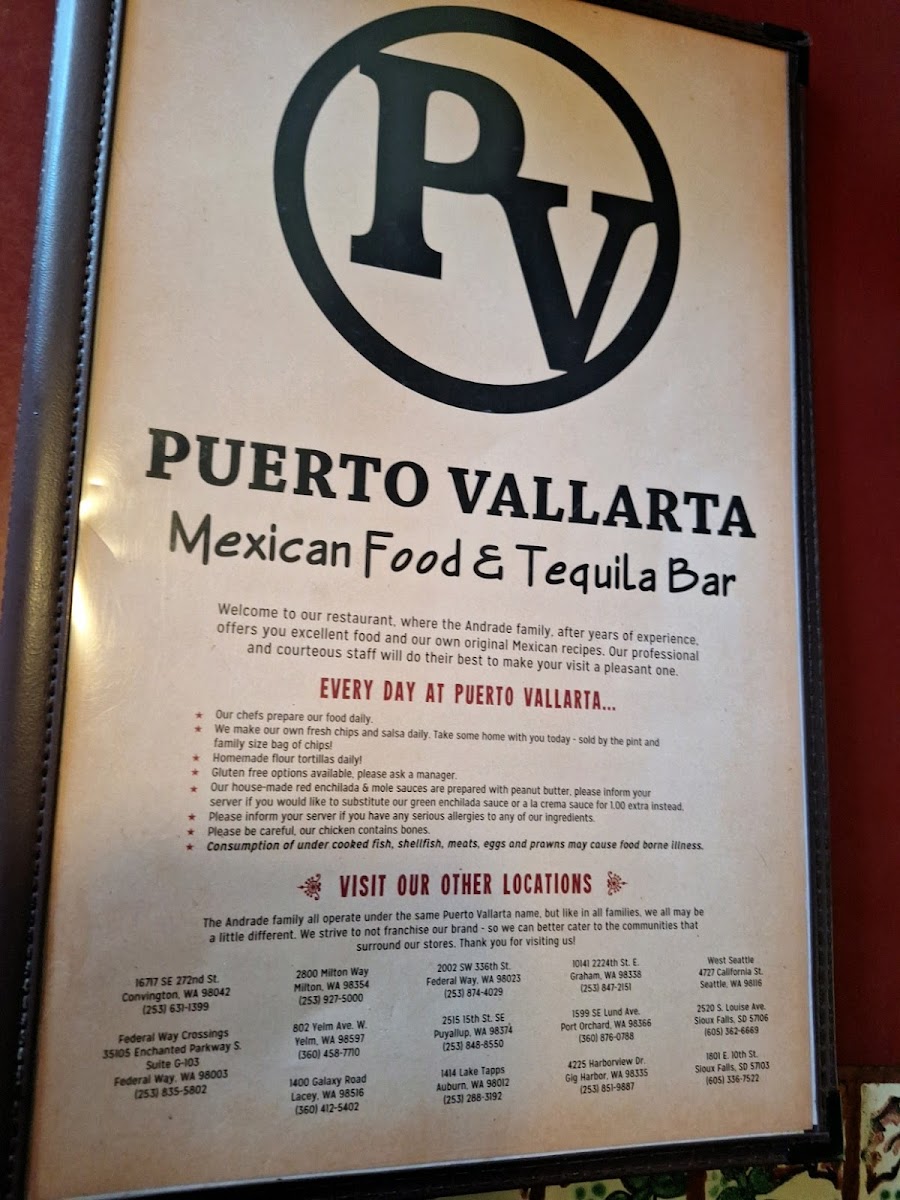 PV
PUERTO VALLARTA
Mexican Food & Tequila Bar
Welcome to our restaurant, where the Andrade family, after years of experience,
offers you excellent food and our own original Mexican recipes. Our professional
and courteous staff will do their best to make your visit a pleasant one.
EVERY DAY AT PUERTO VALLARTA...
★ Our chefs prepare our food daily.
★ We make our own fresh chips and salsa daily. Take some home with you today - sold by the pint and
family size bag of chips!
★ Homemade flour tortillas daily!
★ Gluten free options available, please ask a manager.
★ Our house-made red enchilada & mole sauces are prepared with peanut butter, please inform your
server if you would like to substitute our green enchilada sauce or a la crema sauce for 1.00 extra instead.
★ Please inform your server if you have any serious allergies to any of our ingredients.
★ Please be careful, our chicken contains bones.
★ Consumption of under cooked fish, shellfish, meats, eggs and prawns may cause food borne illness.
VISIT OUR OTHER LOCATIONS
The Andrade family all operate under the same Puerto Vallarta name, but like in all families, we all may be
a little different. We strive to not franchise our brand - so we can better cater to the communities that
surround our stores. Thank you for visiting us!
16717 SE 272nd St.
Convington, WA 98042
(253) 631-1399
Federal Way Crossings
35105 Enchanted Parkway S.
Suite G-103
Federal Way, WA 98003
(253) 835-5802
2800 Milton Way
Milton, WA 98354
(253) 927-5000
802 Yelm Ave. W.
Yelm, WA 98597
(360) 458-7710
1400 Galaxy Road
Lacey, WA 98516
(360) 412-5402
2002 SW 336th St.
Federal Way, WA 98023
(253) 874-4029
2515 15th St. SE
Puyallup, WA 98374
(253) 848-8550
1414 Lake Tapps
Auburn, WA 98012
(253) 288-3192
10141 2224th St. E.
Graham, WA 98338
(253) 847-2151
1599 SE Lund Ave.
Port Orchard, WA 98366
(360) 876-0788
4225 Harborview Dr.
Gig Harbor, WA 98335
(253) 851-9887
West Seattle
4727 California St.
Seattle, WA 98116
2520 S. Louise Ave.
Sioux Falls, SD 57106
(605) 362-6669
1801 E. 10th St.
Sioux Falls, SD 57103
(605) 336-7522